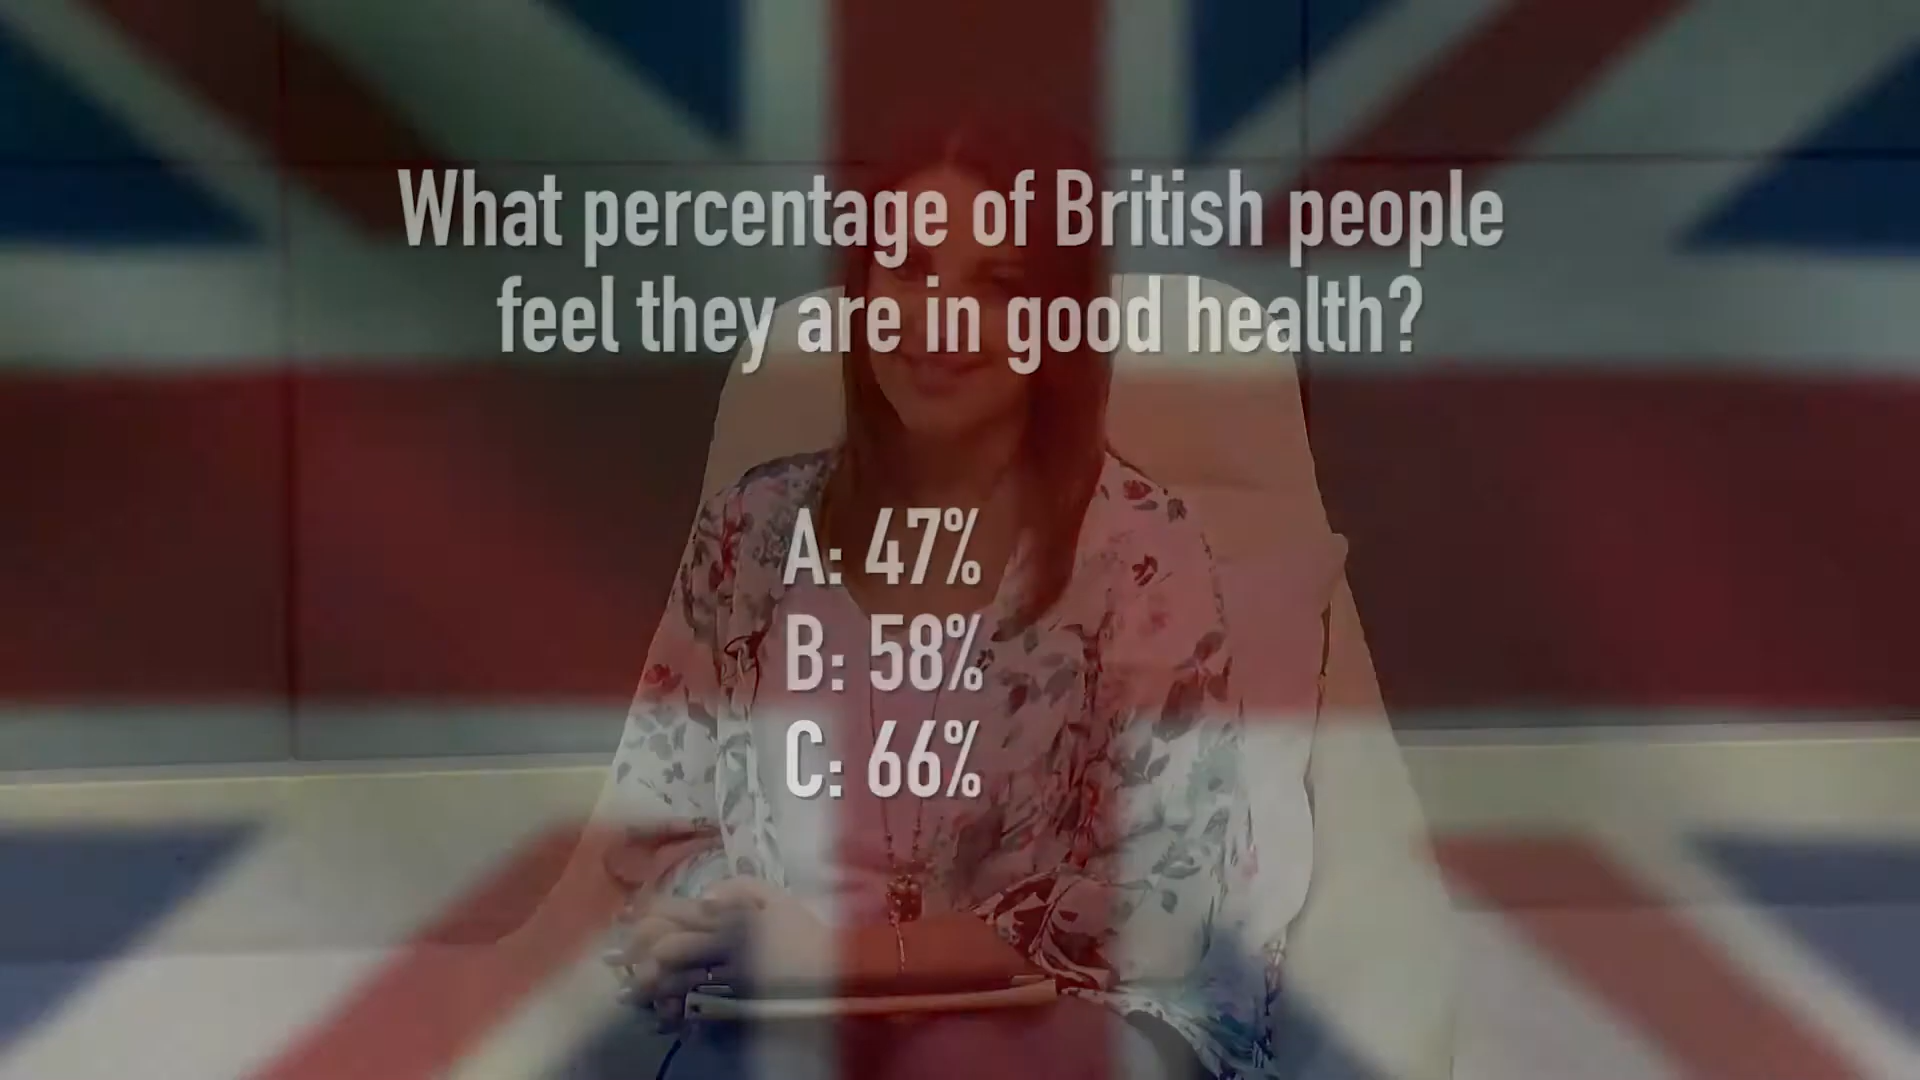 What percentage of British people
feel they are in good health?
A: 47%
B: 58%
C: 66%